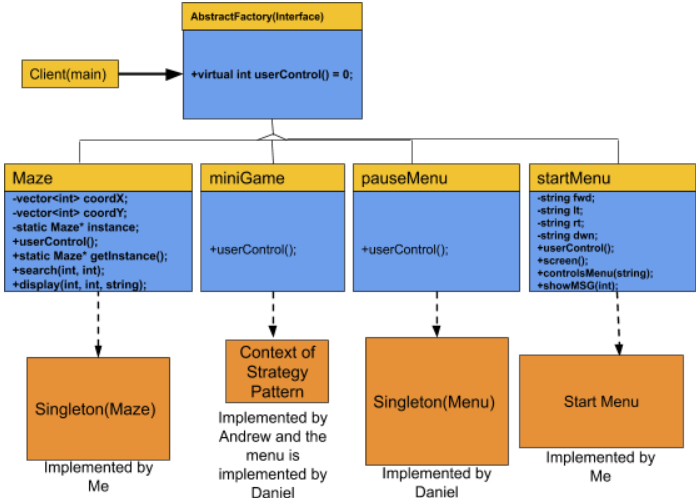 AbstractFactory(Interface)
Client(main)
+virtual int userControl() = 0;
Maze
-vector<int> coordX;
-vector<int> coordY;
-static Maze* instance;
+userControl();
+static Maze* getInstance();
+search(int, int);
+display(int, int, string);
miniGame
+userControl();
pauseMenu
+userControl();
startMenu
-string fwd;
-string lt;
-string rt;
-string dwn;
+userControl();
+screen();
+controlsMenu(string);
+showMSG(int);
Singleton(Maze)
Implemented by
Me
Context of
Strategy
Pattern
Implemented by
Andrew and the
menu is
implemented by
Daniel
Singleton(Menu)
Implemented by
Daniel
Start Menu
Implemented by
Me